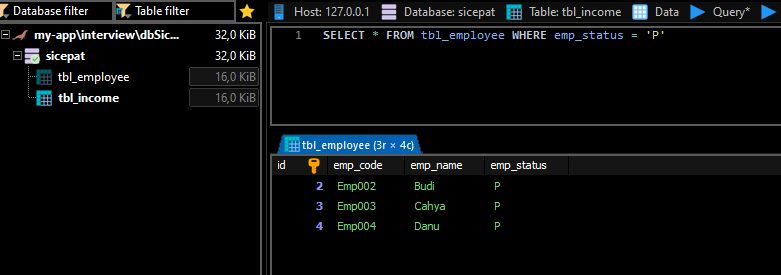 Database filter Table filter
my-app\interview\dbSic... 32,0 KiB
sicepat 32,0 KiB
tbl_employee 16,0 KiB
tbl_income 16,0 KiB
Host: 127.0.0.1 Database: sicepat Table: tbl_income Data Query*
1 SELECT * FROM tbl_employee WHERE emp_status = 'P'
tbl_employee (3r × 4c)
id emp_code emp_name emp_status
2 Emp002 Budi P
3 Emp003 Cahya P
4 Emp004 Danu P